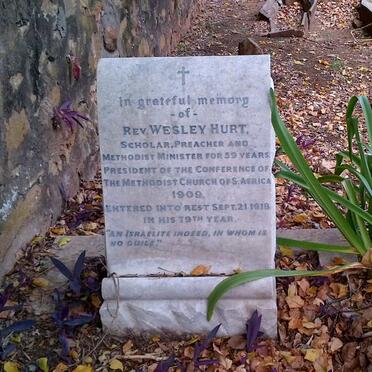 in grateful memory
- of -
REV. WESLEY HURT,
SCHOLAR, PREACHER AND
METHODIST MINISTER FOR 59 YEARS
PRESIDENT OF THE CONFERENCE OF
THE METHODIST CHURCH OF S. AFRICA
1909.
ENTERED INTO REST SEPT. 21 1918
IN HIS 79TH YEAR.
"AN ISRAELITE INDEED, IN WHOM IS
NO GUILE."